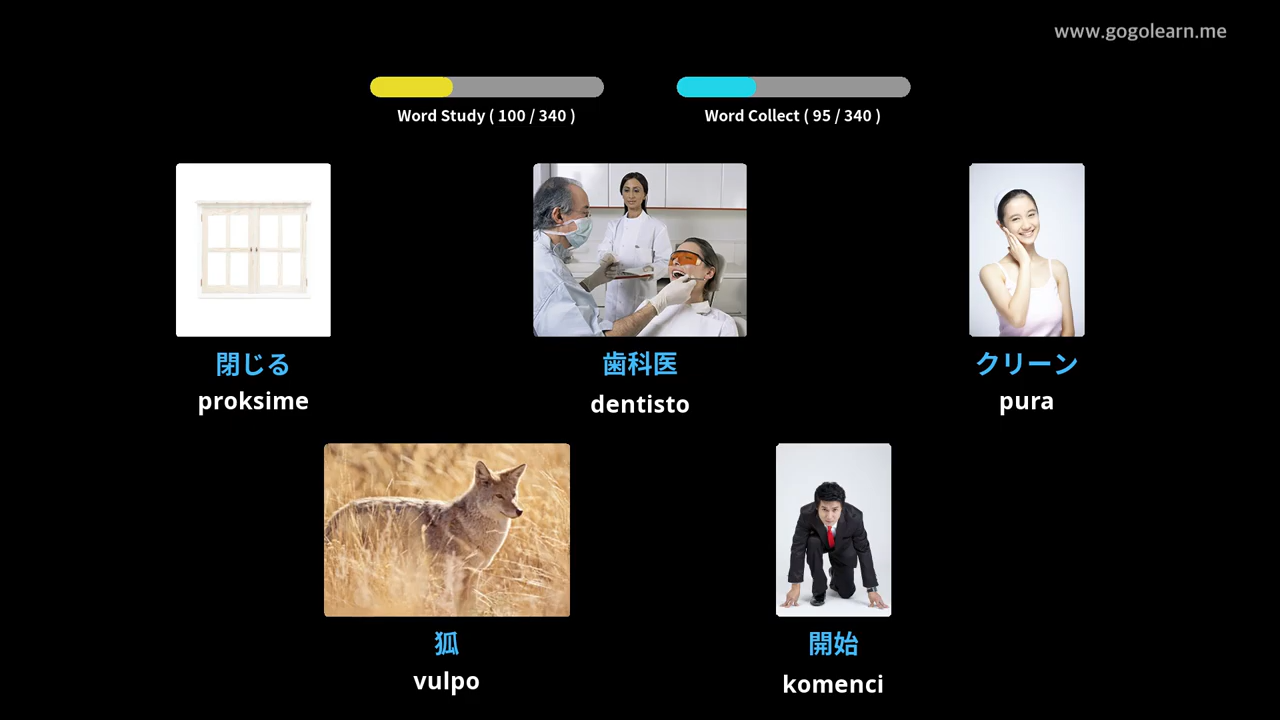 www.gogolearn.me
Word Study ( 100 / 340 )
Word Collect ( 95 / 340 )
閉じる
proksime
歯科医
dentisto
クリーン
pura
狐
vulpo
開始
komenci